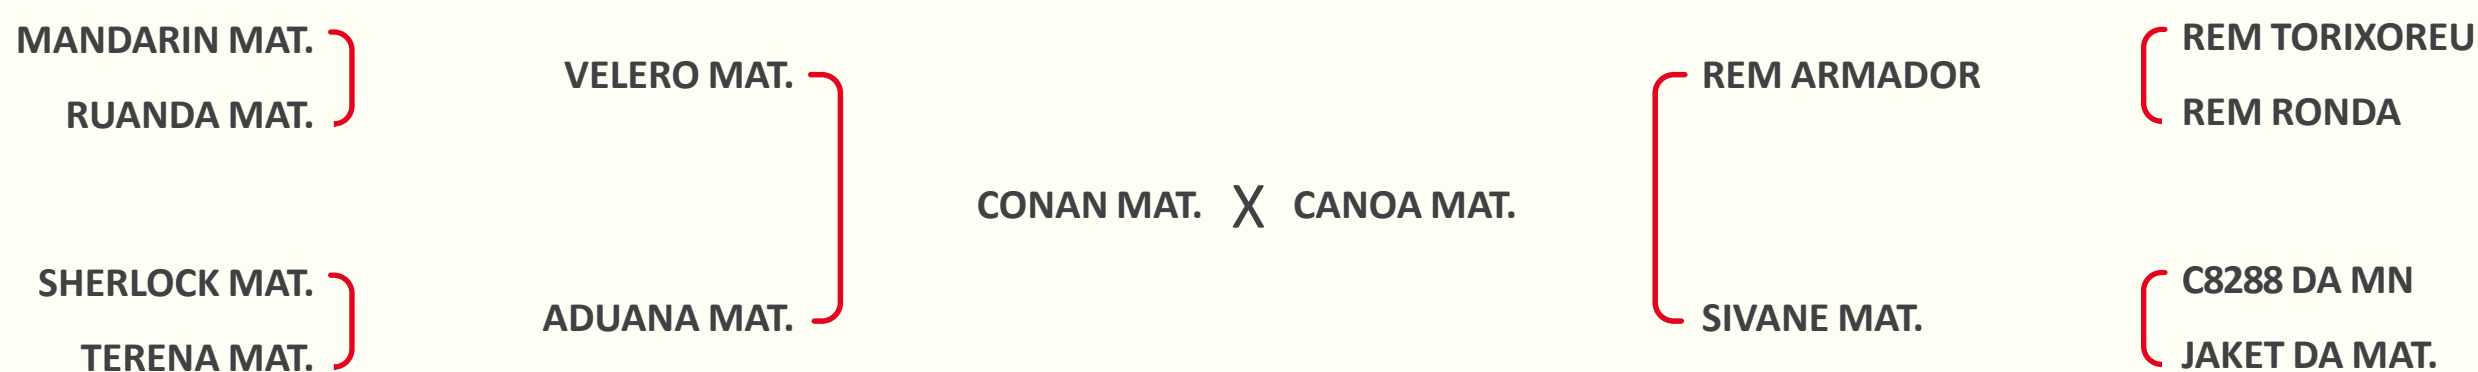 MANDARIN MAT.
RUANDA MAT.
SHERLOCK MAT.
TERENA MAT.
VELERO MAT.
ADUANA MAT.
CONAN MAT. X CANOA MAT.
REM ARMADOR
SIVANE MAT.
REM TORIXOREU
REM RONDA
C8288 DA MN
JAKET DA MAT.